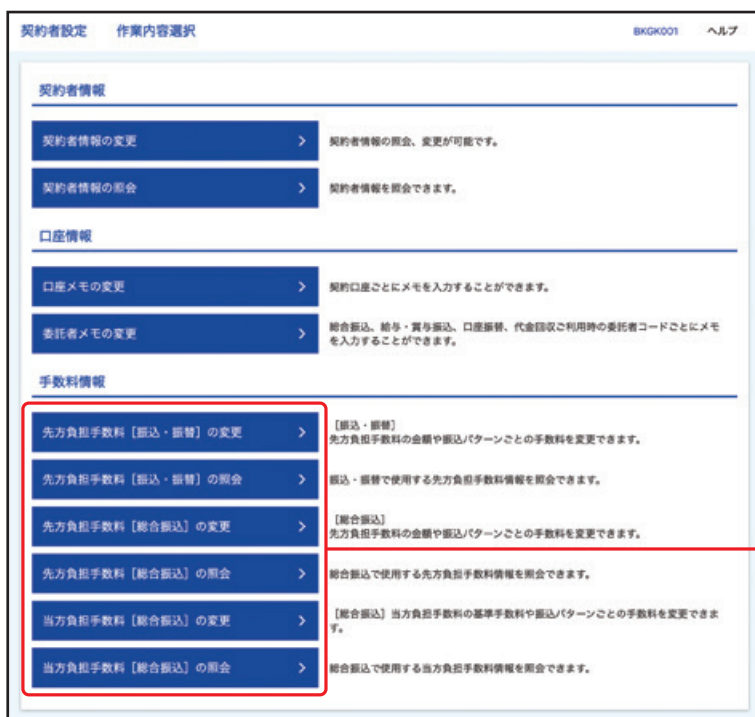 契約者設定 作業内容選択 BKGK001 ヘルプ
契約者情報
契約者情報の変更 > 契約者情報の照会、変更が可能です。
契約者情報の照会 > 契約者情報を照会できます。
口座情報
口座メモの変更 > 契約口座ごとにメモを入力することができます。
委託者メモの変更 > 総合振込、給与・賞与振込、口座振替、代金回収ご利用時の委託者コードごとにメモ
を入力することができます。
手数料情報
先方負担手数料［振込・振替］の変更 > ［振込・振替］
先方負担手数料の金額や振込パターンごとの手数料を変更できます。
先方負担手数料［振込・振替］の照会 > 振込・振替で使用する先方負担手数料情報を照会できます。
先方負担手数料［総合振込］の変更 > ［総合振込］
先方負担手数料の金額や振込パターンごとの手数料を変更できます。
先方負担手数料［総合振込］の照会 > 総合振込で使用する先方負担手数料情報を照会できます。
当方負担手数料［総合振込］の変更 > ［総合振込］当方負担手数料の基準手数料や振込パターンごとの手数料を変更できま
す。
当方負担手数料［総合振込］の照会 > 総合振込で使用する当方負担手数料情報を照会できます。